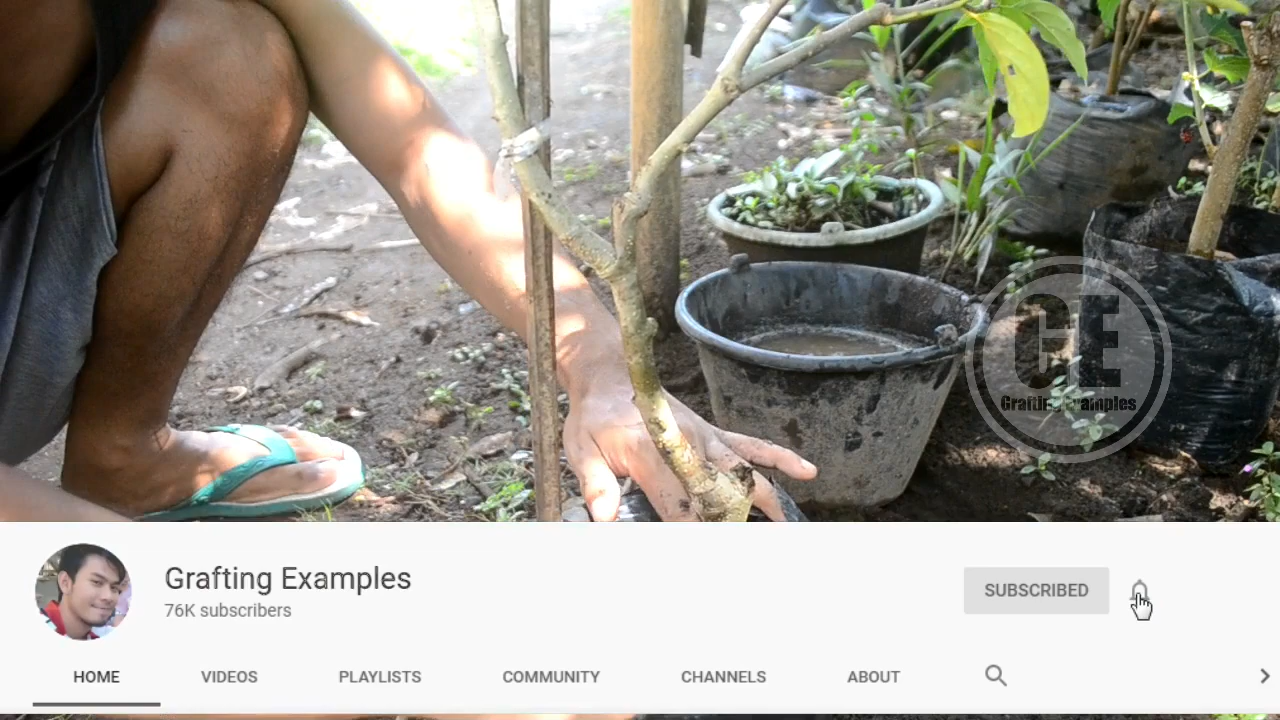 GE
Grafting Examples
Grafting Examples
76K subscribers
SUBSCRIBED
HOME
VIDEOS
PLAYLISTS
COMMUNITY
CHANNELS
ABOUT